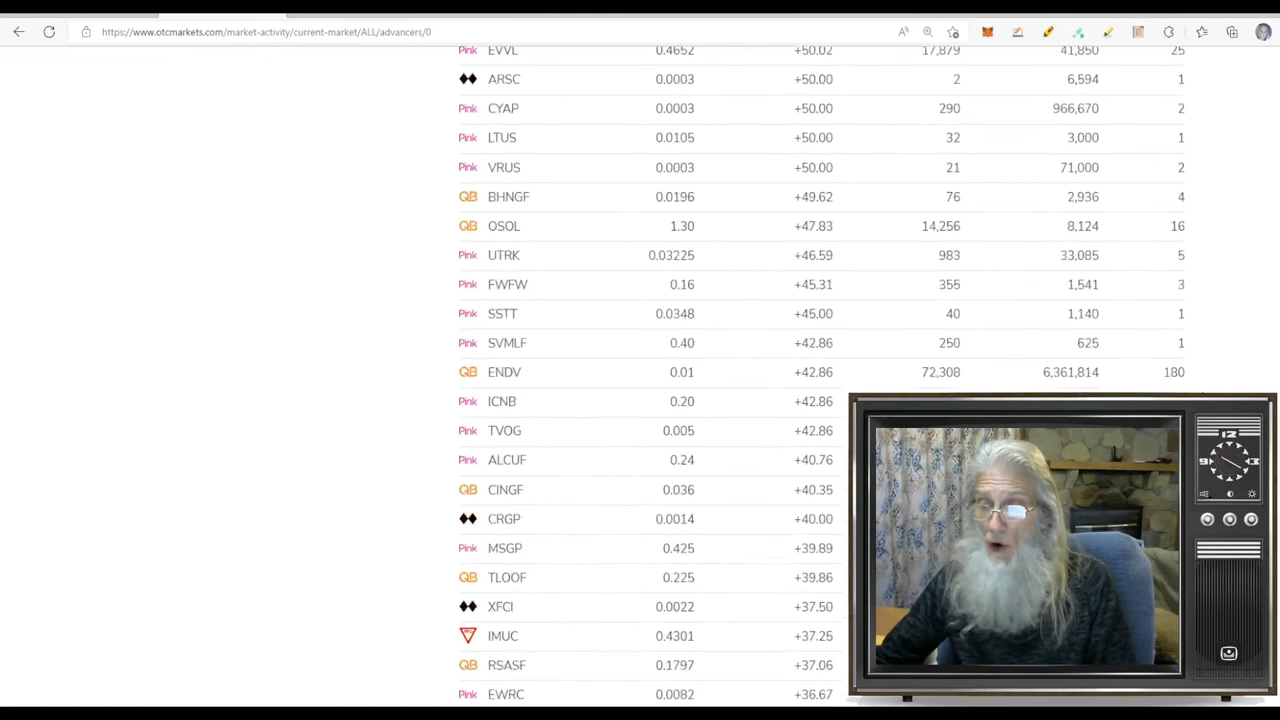 https://www.otcmarkets.com/market-activity/current-market/ALL/advancers/0
Pink EVVL 0.4652 +50.02 17,879 41,850 25
ARSC 0.0003 +50.00 2 6,594 1
Pink CYAP 0.0003 +50.00 290 966,670 2
Pink LTUS 0.0105 +50.00 32 3,000 1
Pink VRUS 0.0003 +50.00 21 71,000 2
QB BHNGF 0.0196 +49.62 76 2,936 4
QB OSOL 1.30 +47.83 14,256 8,124 16
Pink UTRK 0.03225 +46.59 983 33,085 5
Pink FWFW 0.16 +45.31 355 1,541 3
Pink SSTT 0.0348 +45.00 40 1,140 1
Pink SVMLF 0.40 +42.86 250 625 1
QB ENDV 0.01 +42.86 72,308 6,361,814 180
Pink ICNB 0.20 +42.86
Pink TVOG 0.005 +42.86
Pink ALCUF 0.24 +40.76
QB CINGF 0.036 +40.35
CRGP 0.0014 +40.00
Pink MSGP 0.425 +39.89
QB TLOOF 0.225 +39.86
XFCI 0.0022 +37.50
IMUC 0.4301 +37.25
QB RSASF 0.1797 +37.06
Pink EWRC 0.0082 +36.67
12
9 3